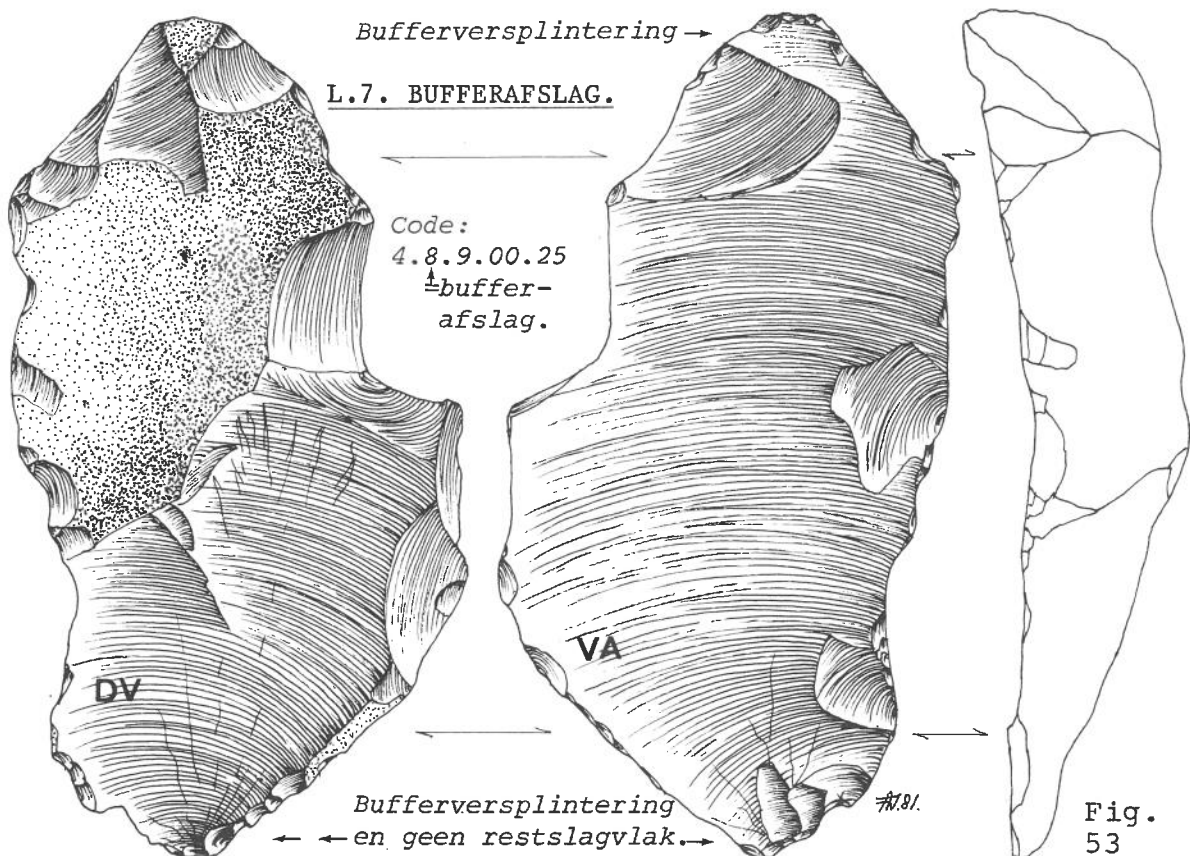 Bufferversplintering →
L.7. BUFFERAFSLAG.
Code:
4.8.9.00.25
=buffer-
afslag.
DV
VA
Bufferversplintering
← ← en geen restslagvlak. →
Fig.
53